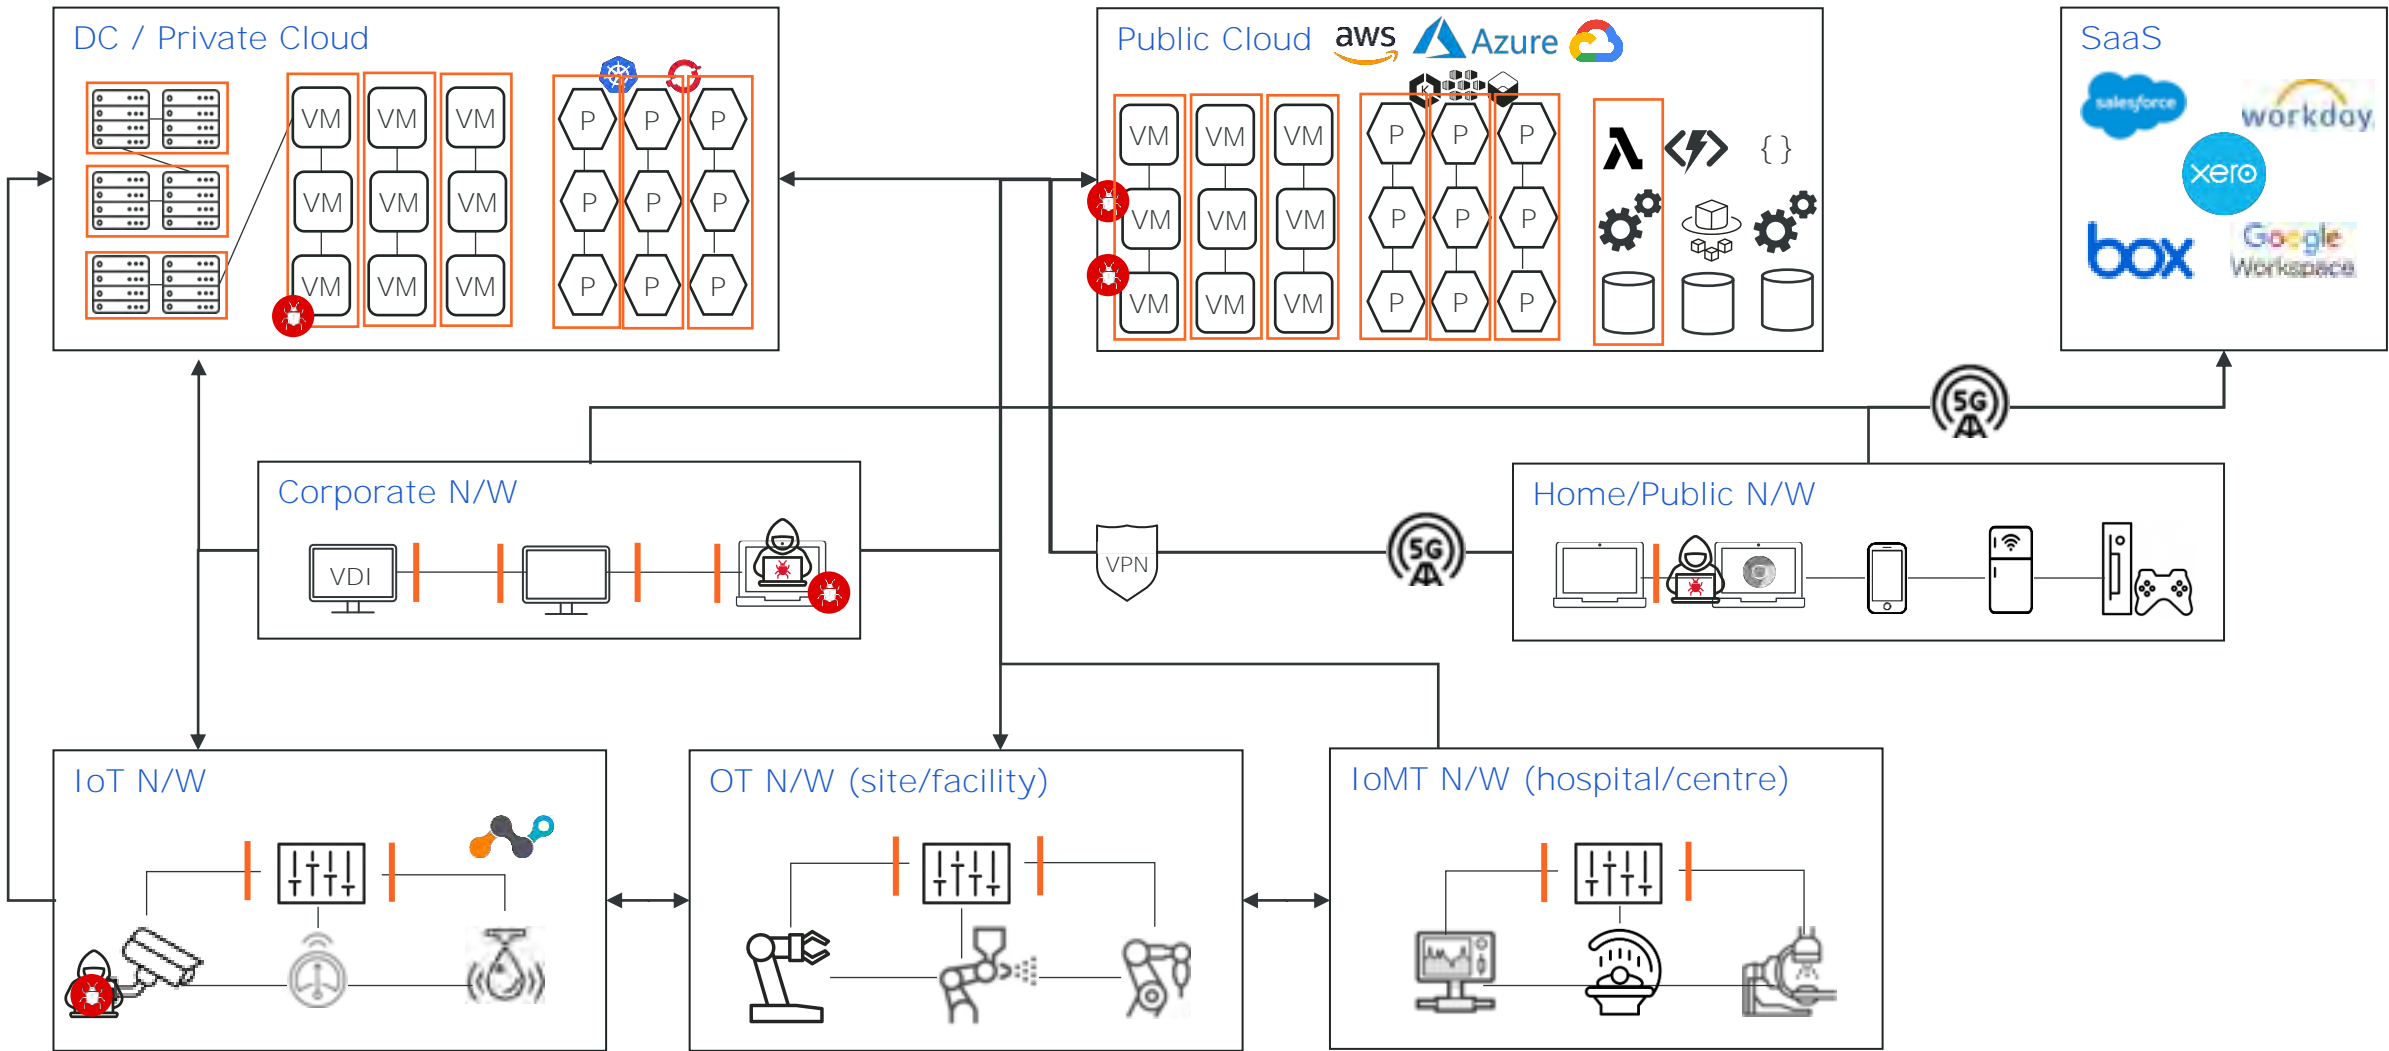 DC / Private Cloud
VM VM VM
VM VM VM
VM VM VM
P P P
P P P
P P P
Public Cloud aws Azure
K
VM VM VM
VM VM VM
VM VM VM
P P P
P P P
P P P
{ }
SaaS
salesforce
workday
xero
box
Google
Workspace
5G
Corporate N/W
VDI
VPN
5G
Home/Public N/W
IoT N/W
OT N/W (site/facility)
IoMT N/W (hospital/centre)